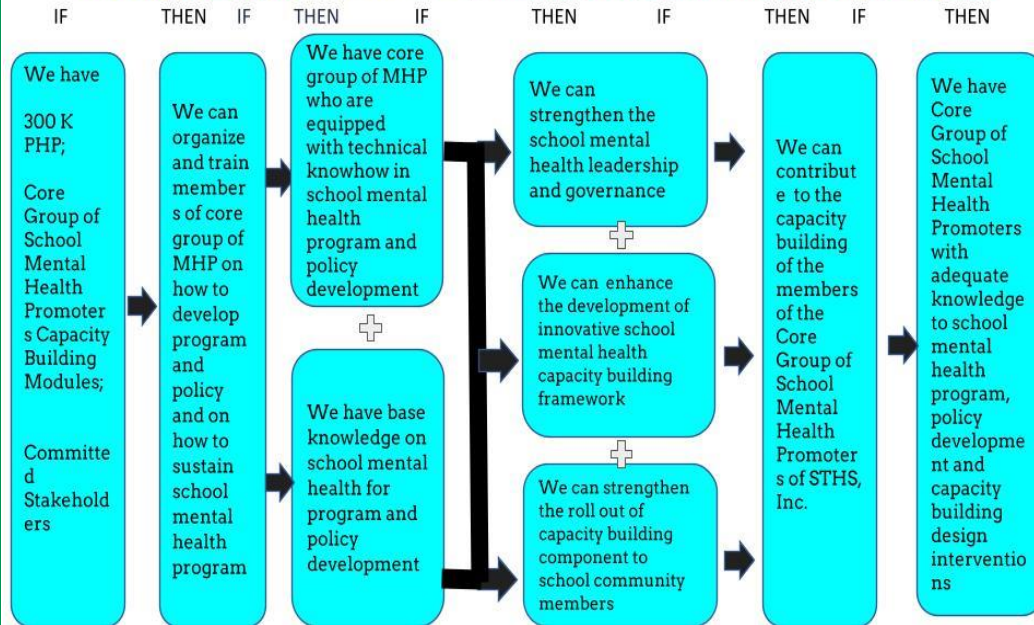 IF THEN IF THEN IF THEN IF THEN IF THEN
We have
300 K
PHP;
Core
Group of
School
Mental
Health
Promoter
s Capacity
Building
Modules;
Committe
d
Stakehold
ers
We can
organize
and train
member
s of core
group of
MHP on
how to
develop
program
and
policy
and on
how to
sustain
school
mental
health
program
We have core
group of MHP
who are
equipped
with technical
knowhow in
school mental
health
program and
policy
development
We have base
knowledge on
school mental
health for
program and
policy
development
We can
strengthen the
school mental
health leadership
and governance
We can enhance
the development of
innovative school
mental health
capacity building
framework
We can strengthen
the roll out of
capacity building
component to
school community
members
We can
contribut
e to the
capacity
building
of the
members
of the
Core
Group of
School
Mental
Health
Promoter
s of STHS,
Inc.
We have
Core
Group of
School
Mental
Health
Promoters
with
adequate
knowledge
to school
mental
health
program,
policy
developme
nt and
capacity
building
design
interventio
ns